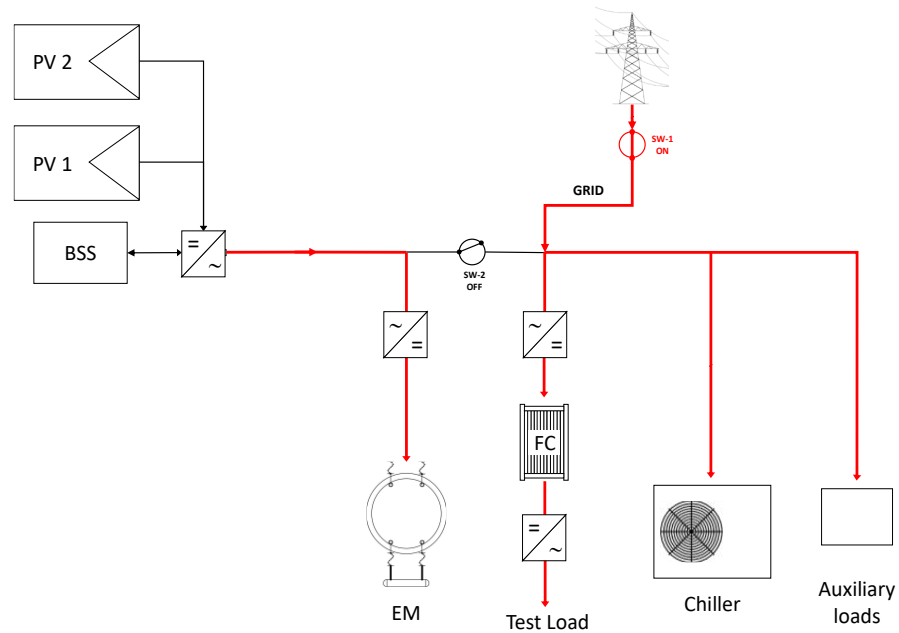 PV 2
PV 1
SW-1
ON
GRID
BSS
=
~
SW-2
OFF
~
=
~
=
FC
=
~
EM
Test Load
Chiller
Auxiliary
loads